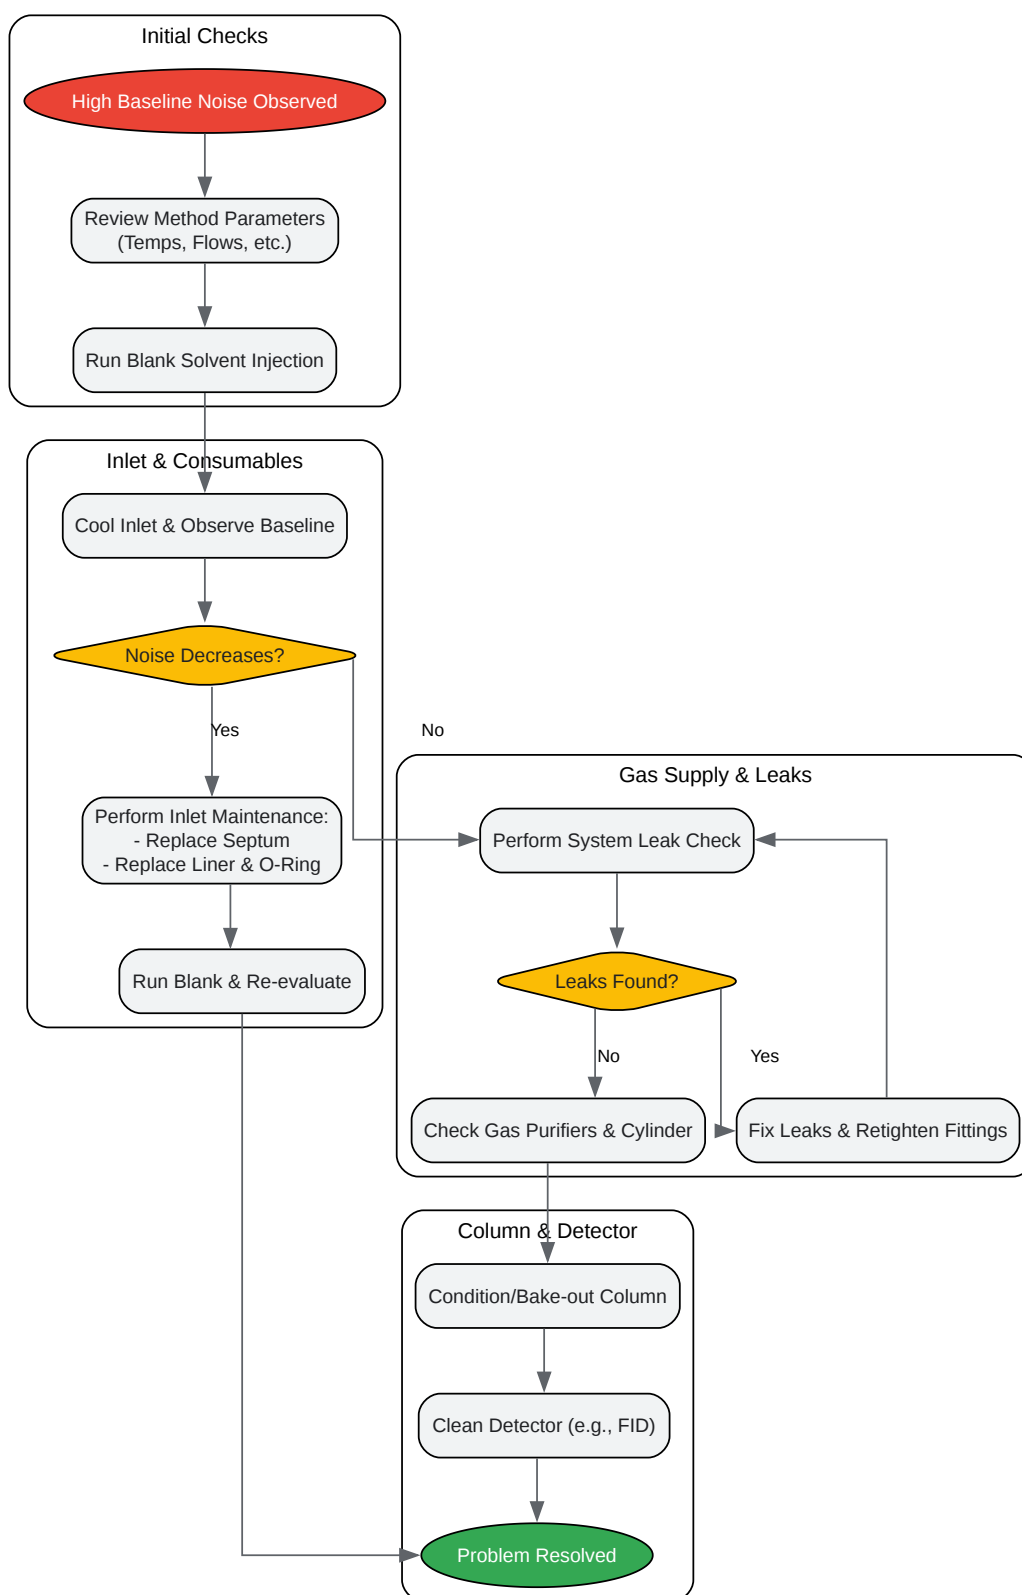 Initial Checks
High Baseline Noise Observed
Review Method Parameters
(Temps, Flows, etc.)
Run Blank Solvent Injection
Inlet & Consumables
Cool Inlet & Observe Baseline
Noise Decreases?
Yes
No
Perform Inlet Maintenance:
- Replace Septum
- Replace Liner & O-Ring
Run Blank & Re-evaluate
Gas Supply & Leaks
Perform System Leak Check
Leaks Found?
No
Yes
Check Gas Purifiers & Cylinder
Fix Leaks & Retighten Fittings
Column & Detector
Condition/Bake-out Column
Clean Detector (e.g., FID)
Problem Resolved